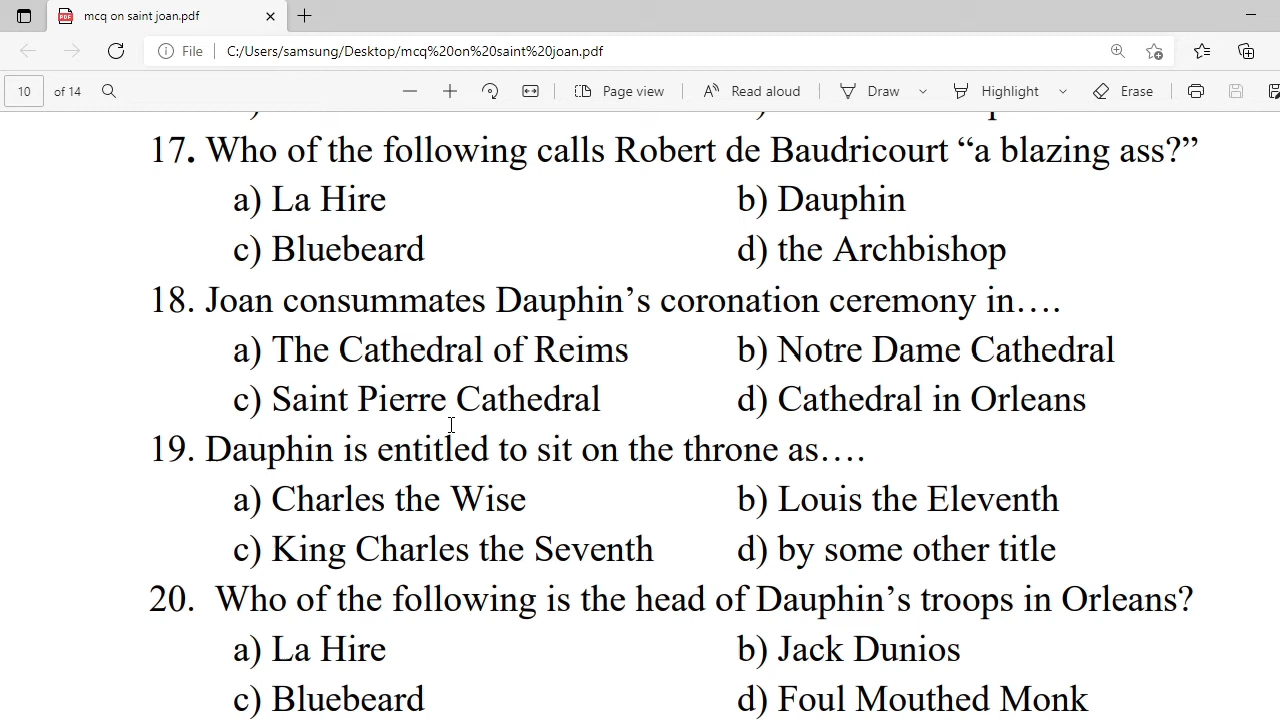 mcq on saint joan.pdf
File
C:/Users/samsung/Desktop/mcq%20on%20saint%20joan.pdf
10 of 14
Page view
Read aloud
Draw
Highlight
Erase
17. Who of the following calls Robert de Baudricourt “a blazing ass?”
a) La Hire b) Dauphin
c) Bluebeard d) the Archbishop
18. Joan consummates Dauphin’s coronation ceremony in….
a) The Cathedral of Reims b) Notre Dame Cathedral
c) Saint Pierre Cathedral d) Cathedral in Orleans
19. Dauphin is entitled to sit on the throne as….
a) Charles the Wise b) Louis the Eleventh
c) King Charles the Seventh d) by some other title
20. Who of the following is the head of Dauphin’s troops in Orleans?
a) La Hire b) Jack Dunios
c) Bluebeard d) Foul Mouthed Monk